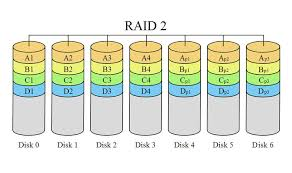 RAID 2
A1 A2 A3 A4 Ap1 Ap2 Ap3
B1 B2 B3 B4 Bp1 Bp2 Bp3
C1 C2 C3 C4 Cp1 Cp2 Cp3
D1 D2 D3 D4 Dp1 Dp2 Dp3
Disk 0 Disk 1 Disk 2 Disk 3 Disk 4 Disk 5 Disk 6